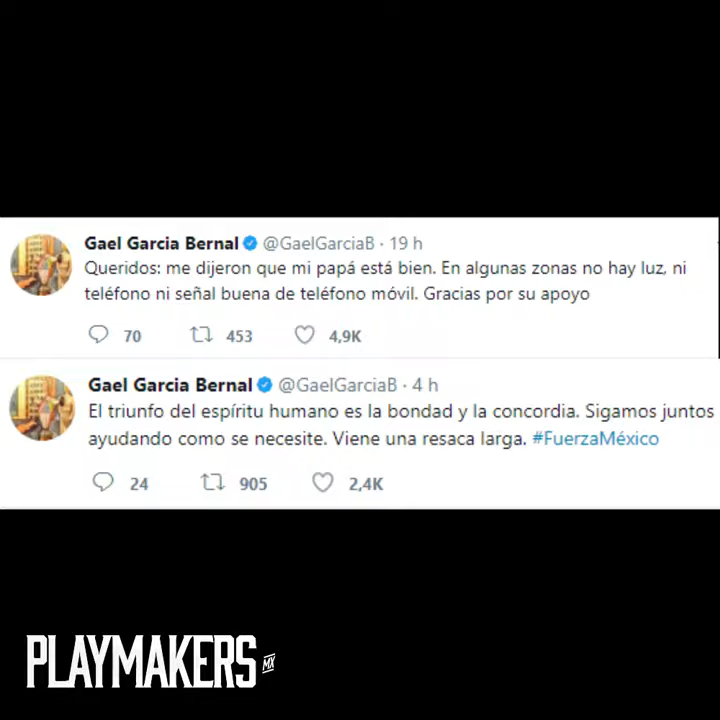 Gael Garcia Bernal @GaelGarciaB · 19 h
Queridos: me dijeron que mi papá está bien. En algunas zonas no hay luz, ni
teléfono ni señal buena de teléfono móvil. Gracias por su apoyo
70 453 4,9K
Gael Garcia Bernal @GaelGarciaB · 4 h
El triunfo del espíritu humano es la bondad y la concordia. Sigamos juntos
ayudando como se necesite. Viene una resaca larga. #FuerzaMéxico
24 905 2,4K
PLAYMAKERS MX